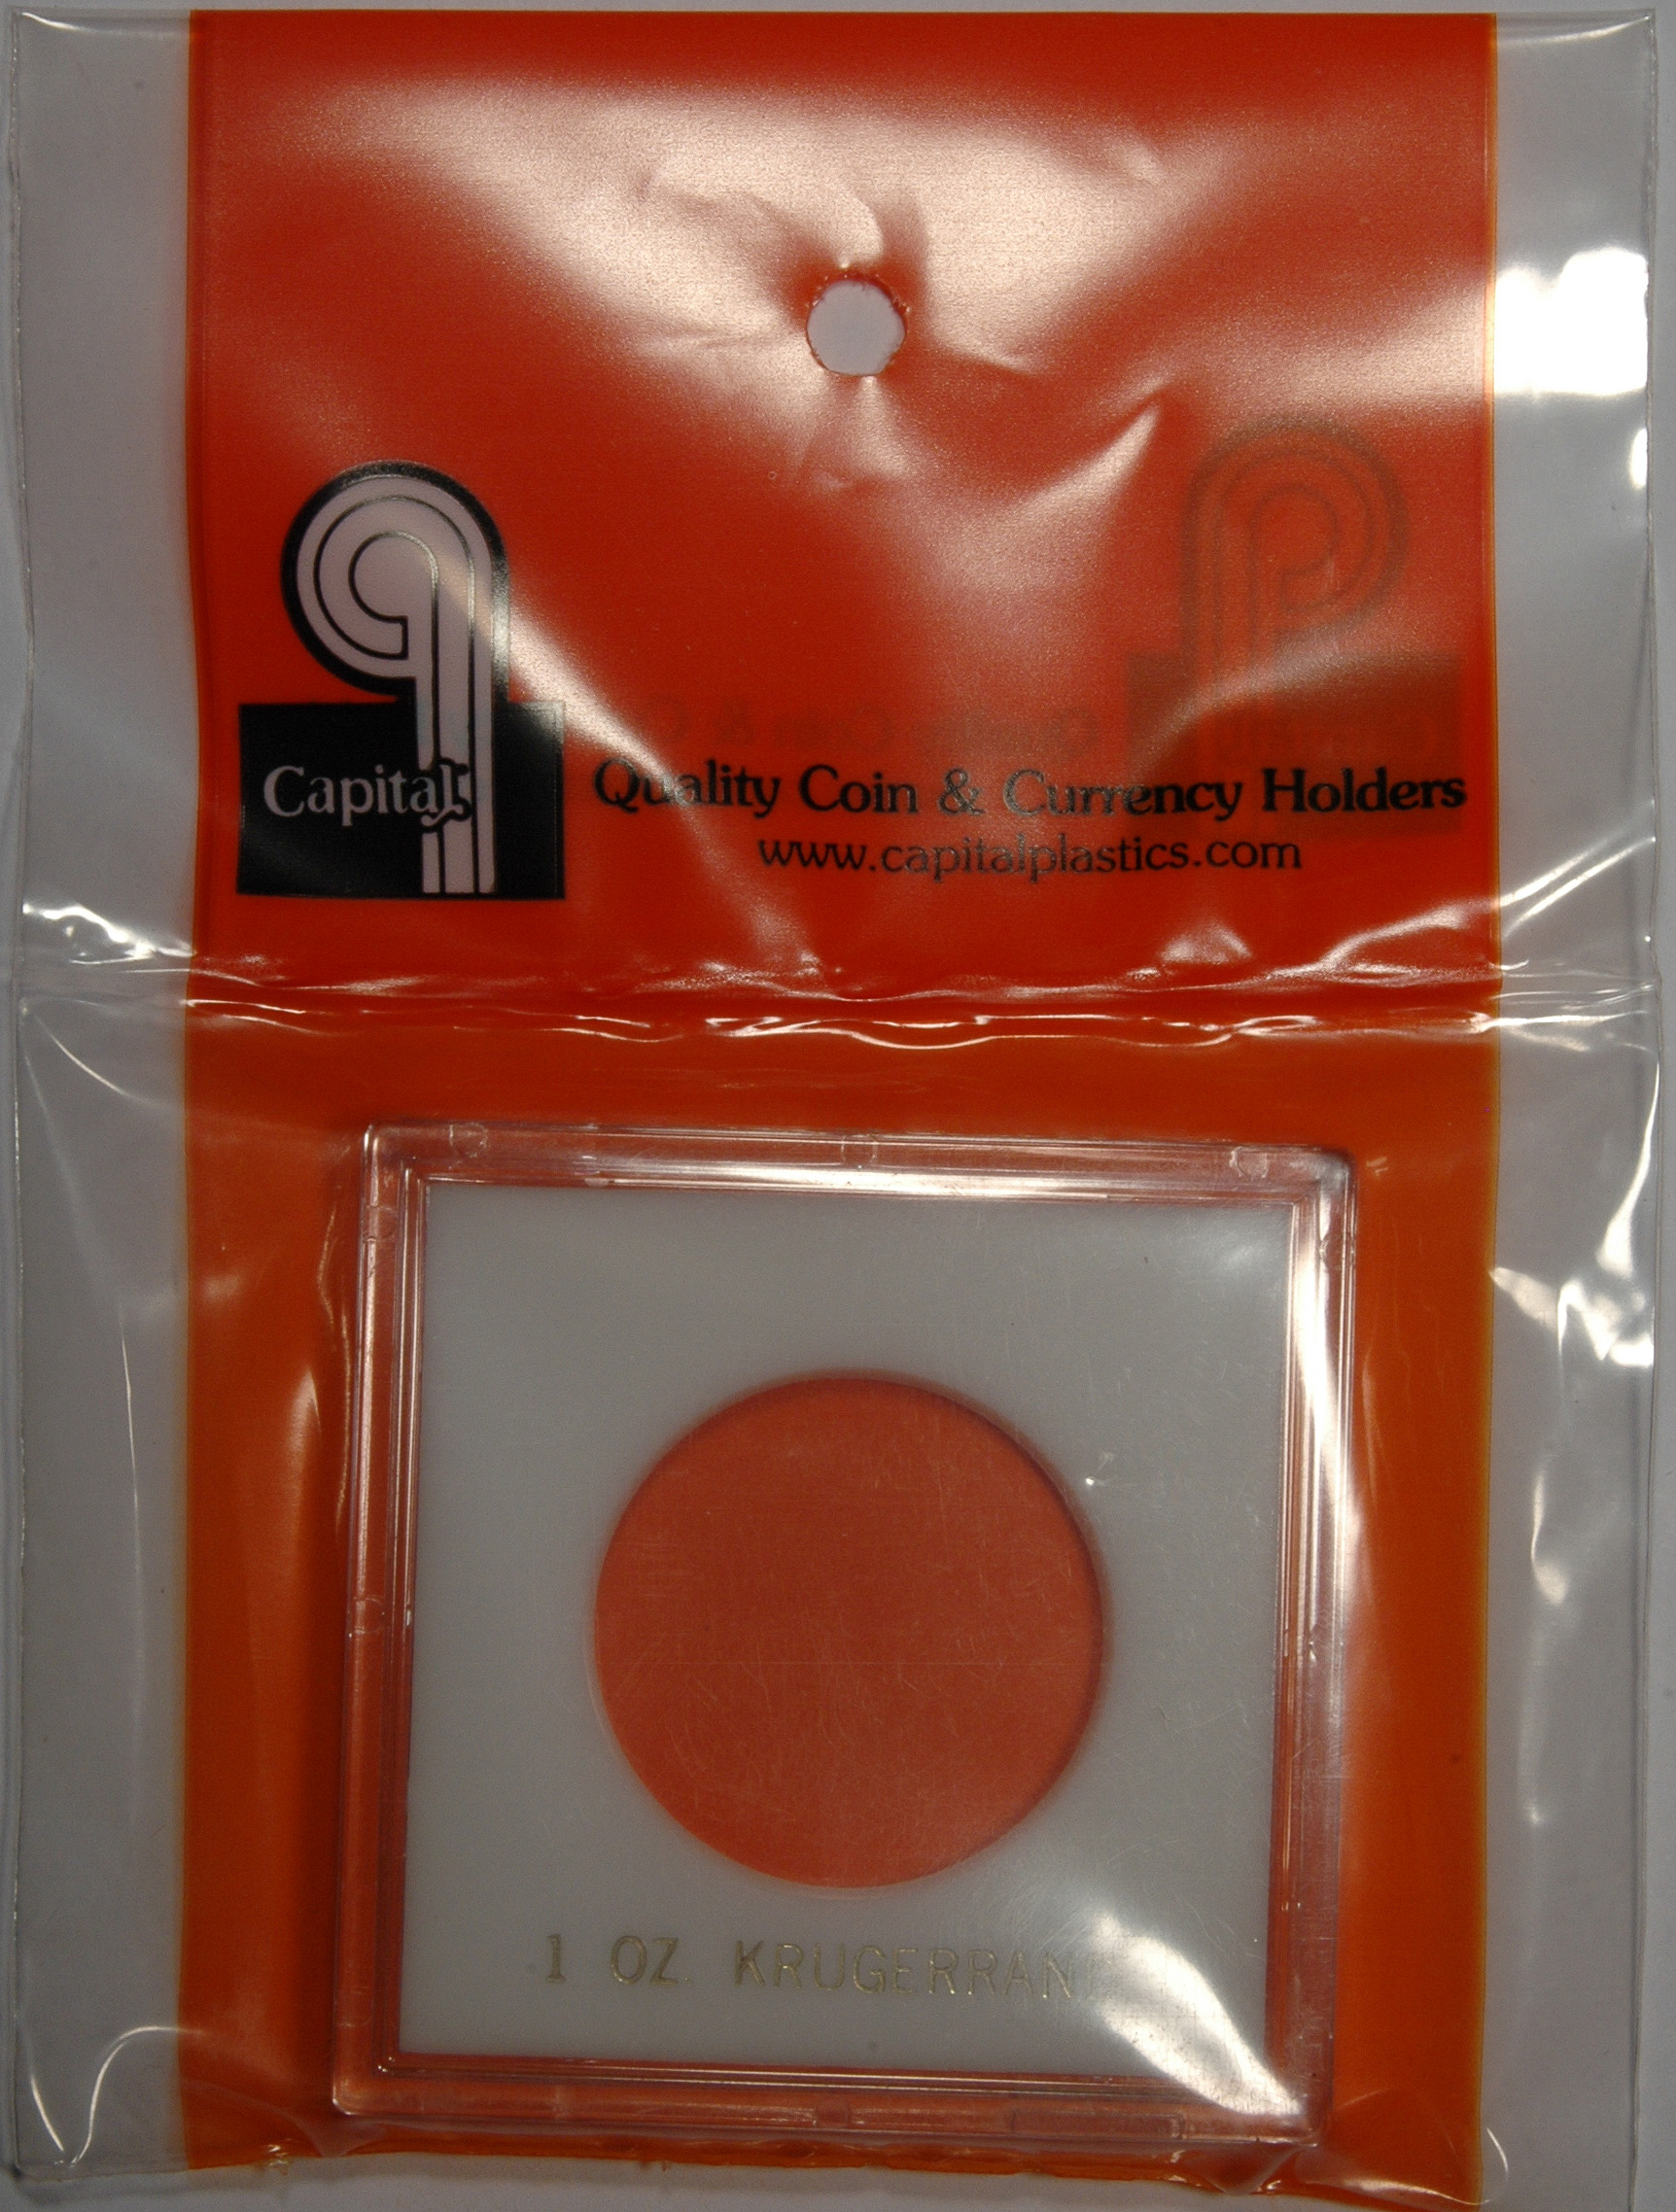 Capital
Quality Coin & Currency Holders
www.capitalplastics.com
1 OZ. KRUGERRAND